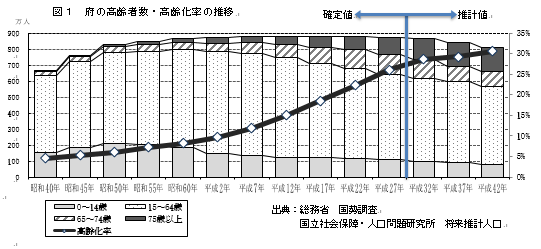 図１ 府の高齢者数・高齢化率の推移
万人
確定値
推計値
900
800
700
600
500
400
300
200
100
0
35%
30%
25%
20%
15%
10%
5%
0%
昭和40年 昭和45年 昭和50年 昭和55年 昭和60年 平成2年 平成7年 平成12年 平成17年 平成22年 平成27年 平成32年 平成37年 平成42年
0～14歳 15～64歳
65～74歳 75歳以上
高齢化率
出典：総務省 国勢調査
国立社会保障・人口問題研究所 将来推計人口